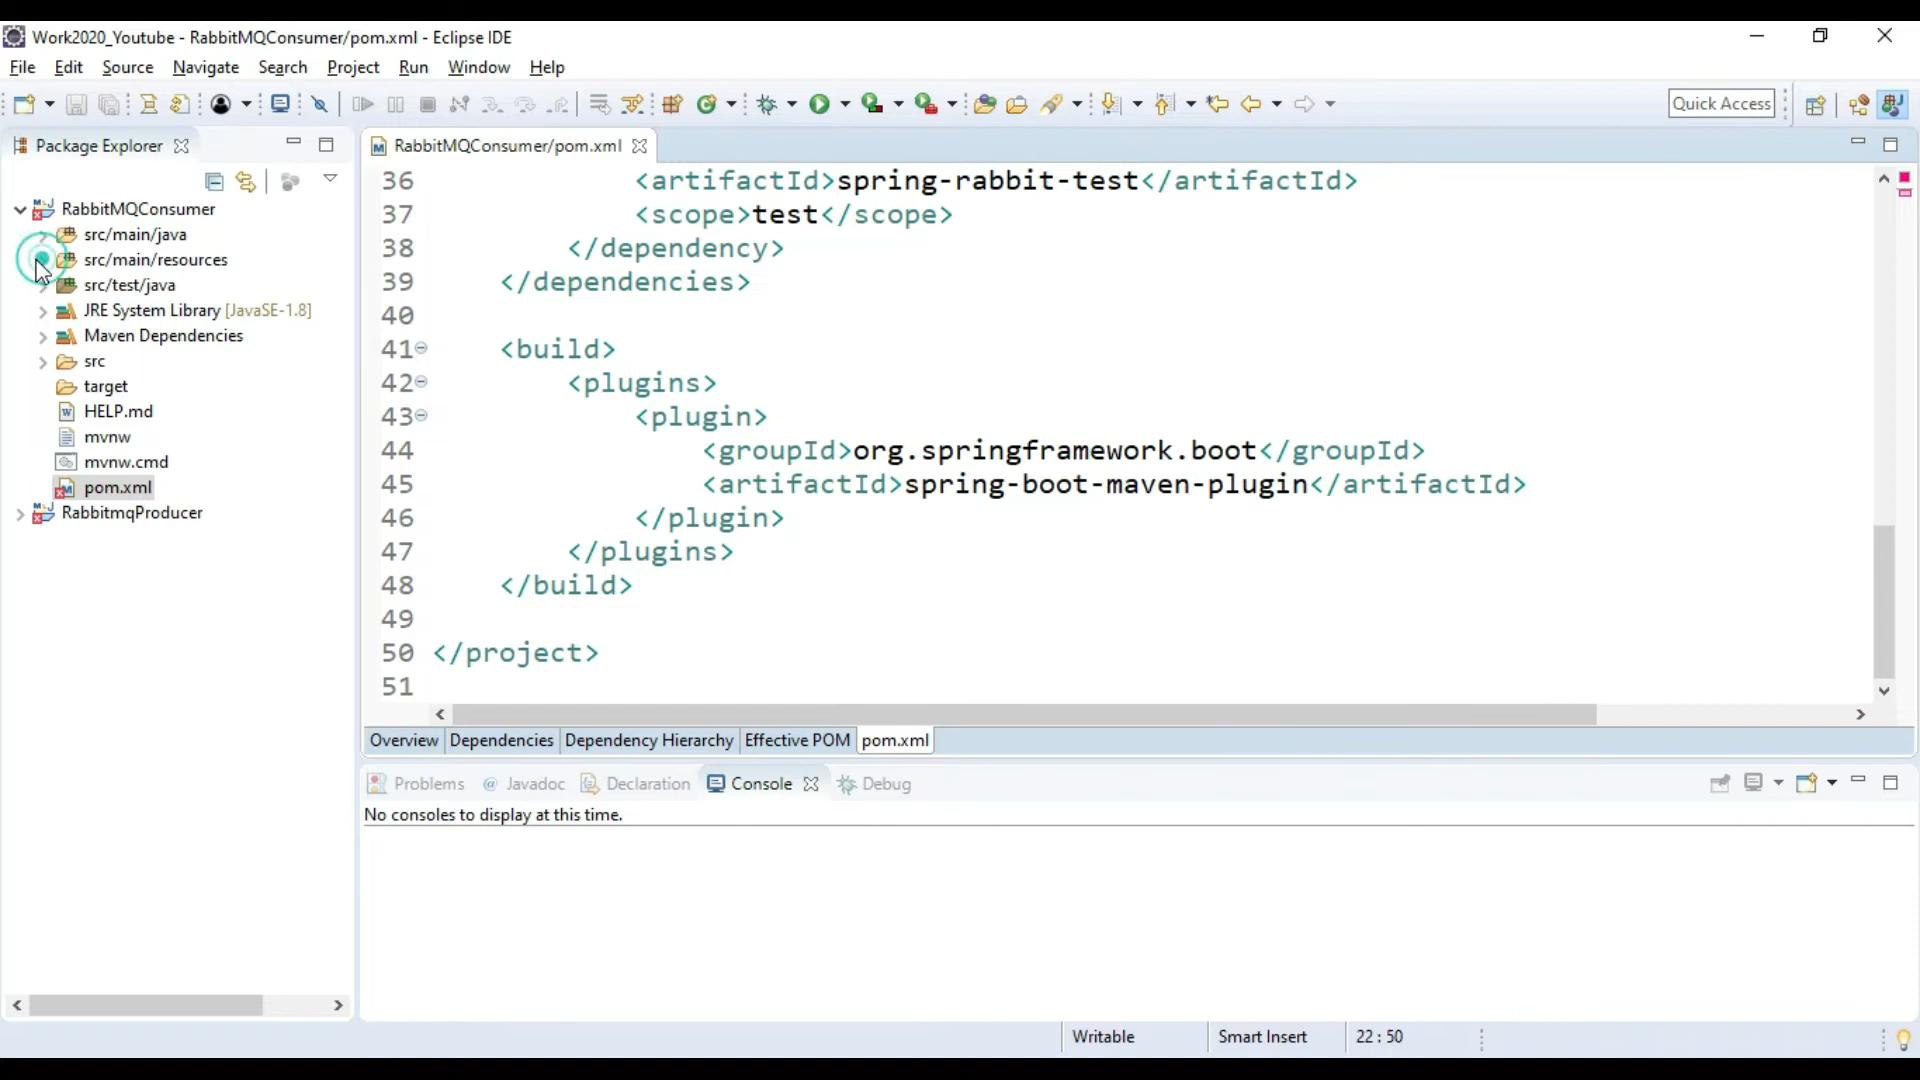 Work2020_Youtube - RabbitMQConsumer/pom.xml - Eclipse IDE
File Edit Source Navigate Search Project Run Window Help
Quick Access
Package Explorer
RabbitMQConsumer/pom.xml
RabbitMQConsumer
src/main/java
src/main/resources
src/test/java
JRE System Library [JavaSE-1.8]
Maven Dependencies
src
target
HELP.md
mvnw
mvnw.cmd
pom.xml
RabbitmqProducer
36 <artifactId>spring-rabbit-test</artifactId>
37 <scope>test</scope>
38 </dependency>
39 </dependencies>
40
41 <build>
42 <plugins>
43 <plugin>
44 <groupId>org.springframework.boot</groupId>
45 <artifactId>spring-boot-maven-plugin</artifactId>
46 </plugin>
47 </plugins>
48 </build>
49
50 </project>
51
Overview Dependencies Dependency Hierarchy Effective POM pom.xml
Problems Javadoc Declaration Console Debug
No consoles to display at this time.
Writable Smart Insert 22 : 50